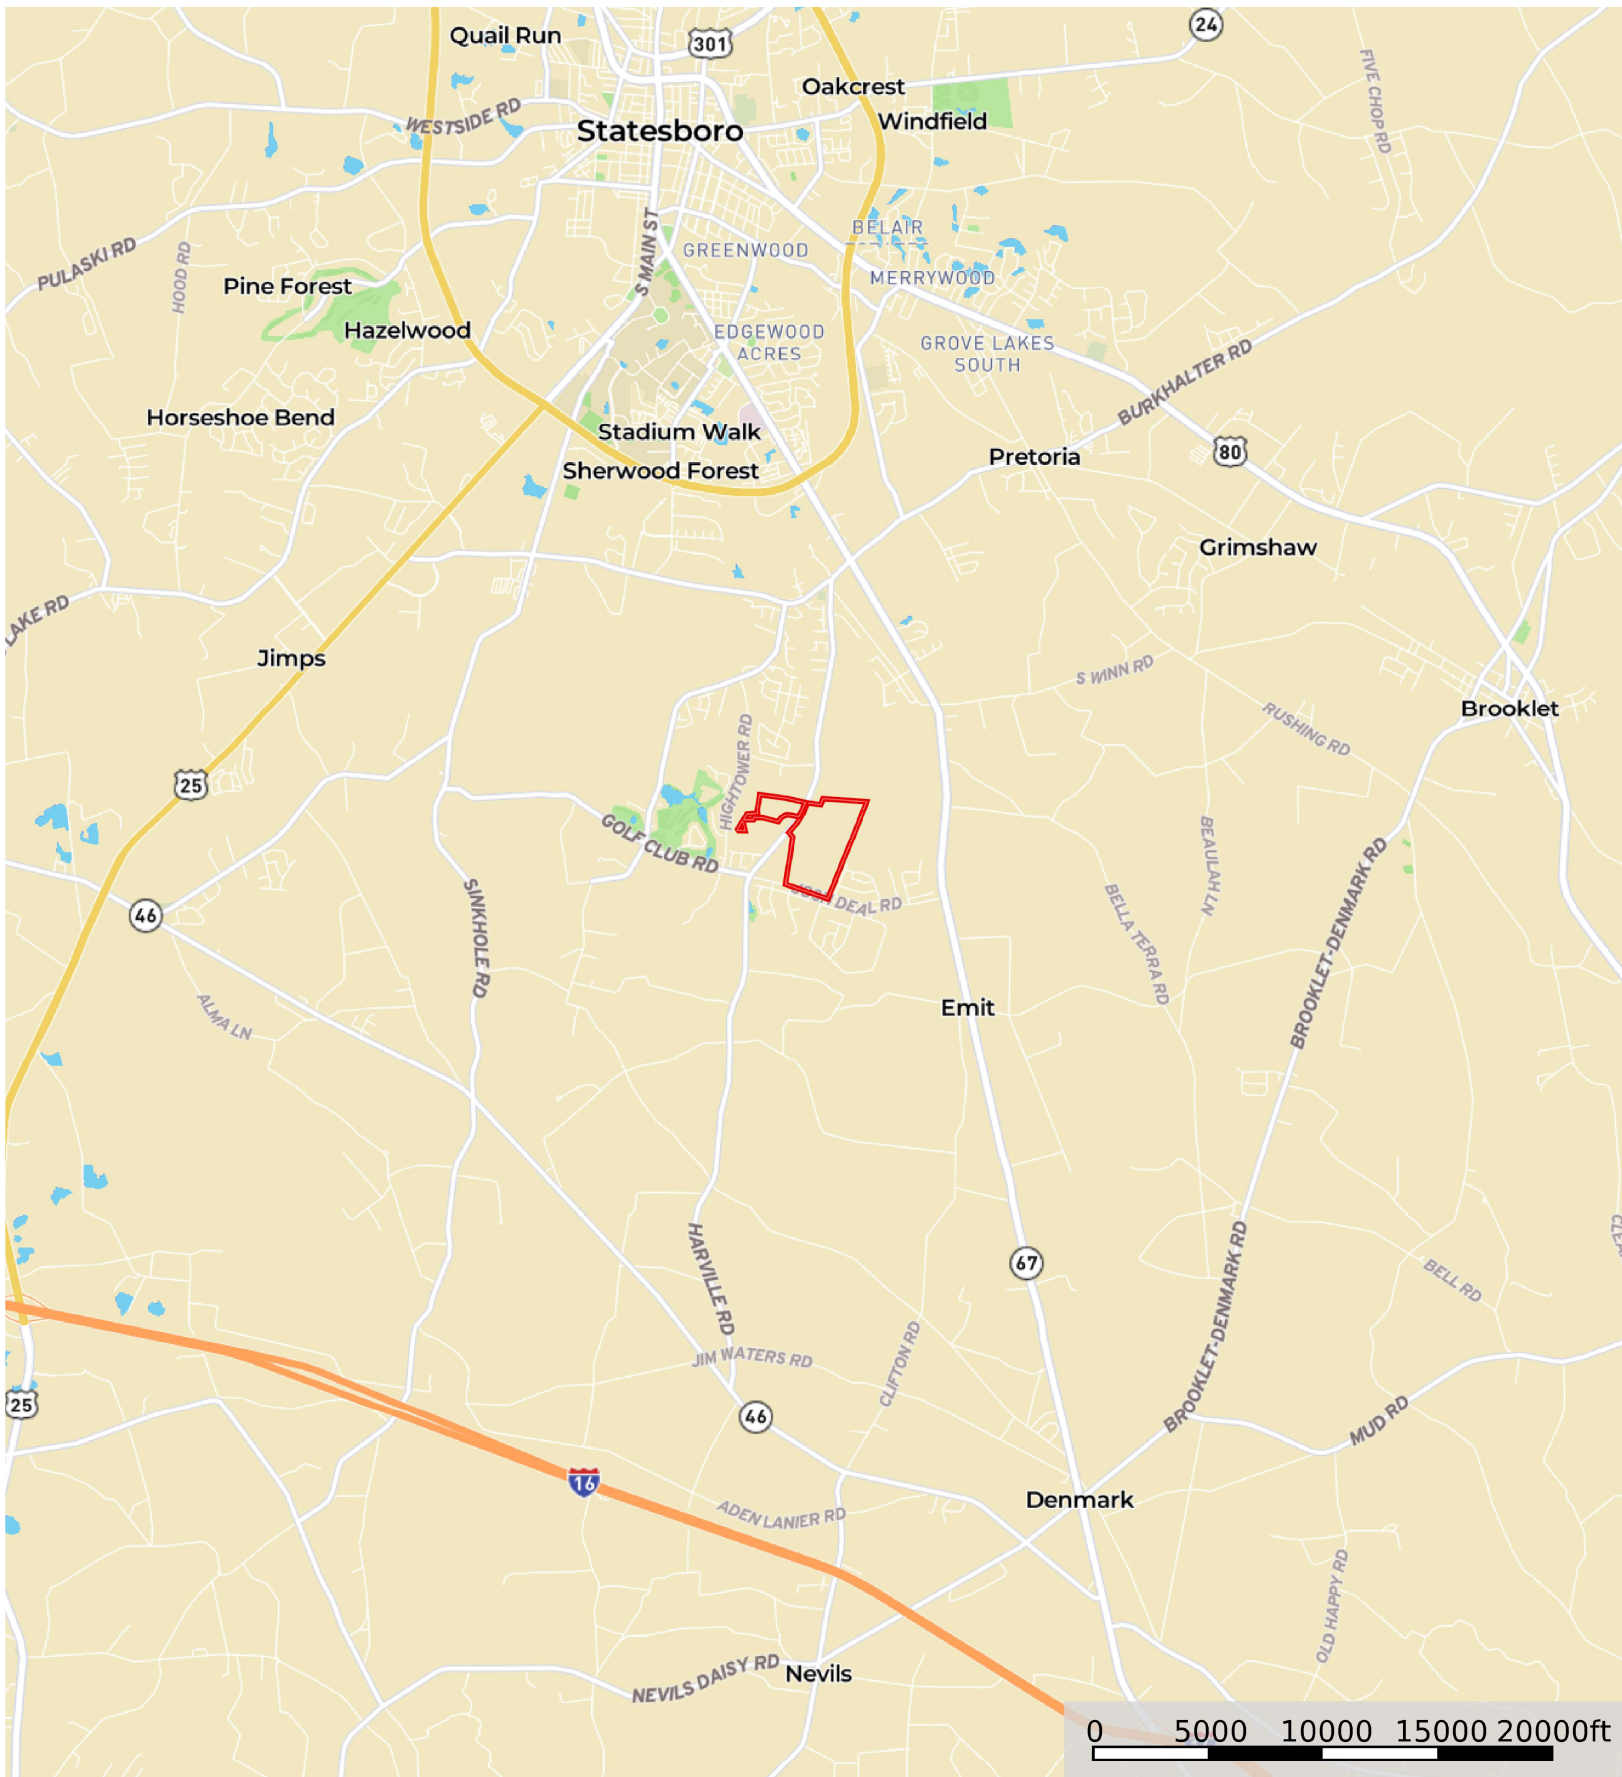 24
Quail Run
301
FIVE CHOP RD
Oakcrest
WESTSIDE RD
Windfield
Statesboro
BELAIR
S MAIN ST
GREENWOOD
PULASKI RD
HOOD RD
MERRYWOOD
Pine Forest
Hazelwood
EDGEWOOD
ACRES
GROVE LAKES
SOUTH
BURKHALTER RD
Horseshoe Bend
Stadium Walk
Pretoria
80
Sherwood Forest
Grimshaw
LAKE RD
Jimps
S WINN RD
RUSHING RD
Brooklet
HIGHTOWER RD
25
GOLF CLUB RD
BEAULAH LN
JOSH DEAL RD
46
SINKHOLE RD
BELLA TERRA RD
BROOKLET-DENMARK RD
ALMA LN
Emit
67
HARVILLE RD
BELL RD
BROOKLET-DENMARK RD
JIM WATERS RD
CLIFTON RD
25
46
MUD RD
16
Denmark
ADEN LANIER RD
OLD HAPPY RD
NEVILS DAISY RD
Nevils
0 5000 10000 15000 20000ft